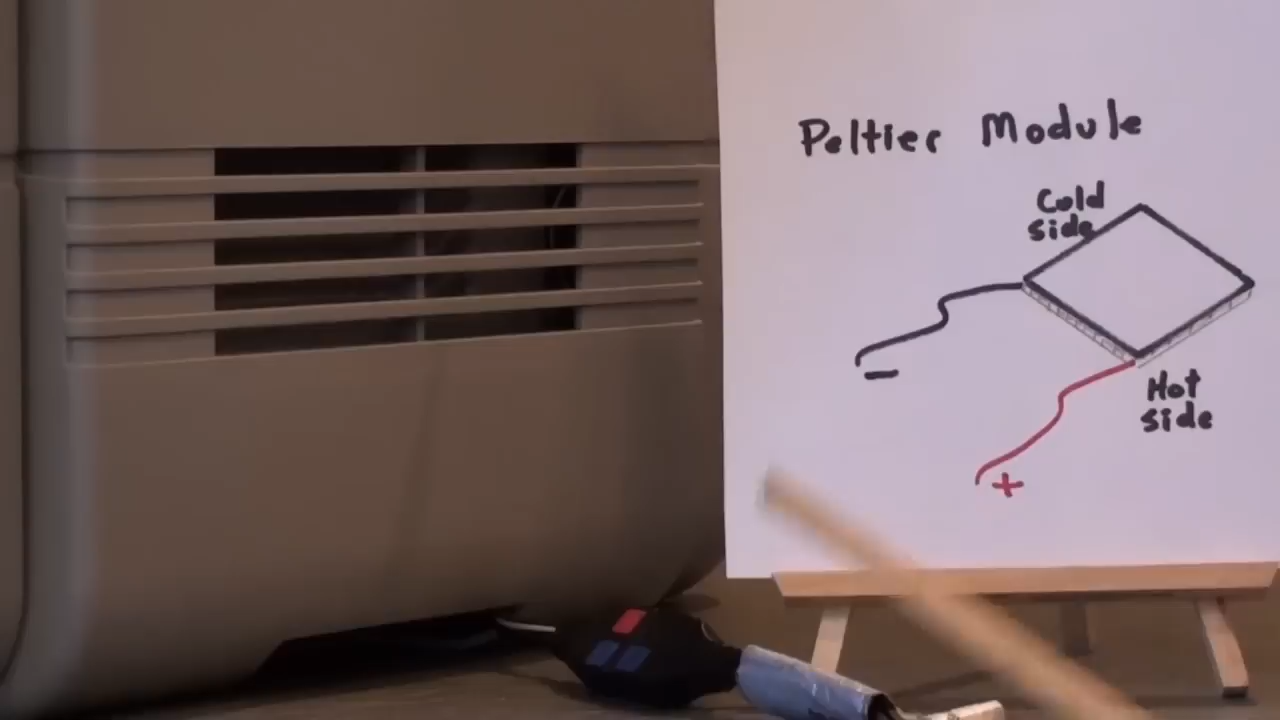 Peltier Module
Cold
side
−
Hot
side
+